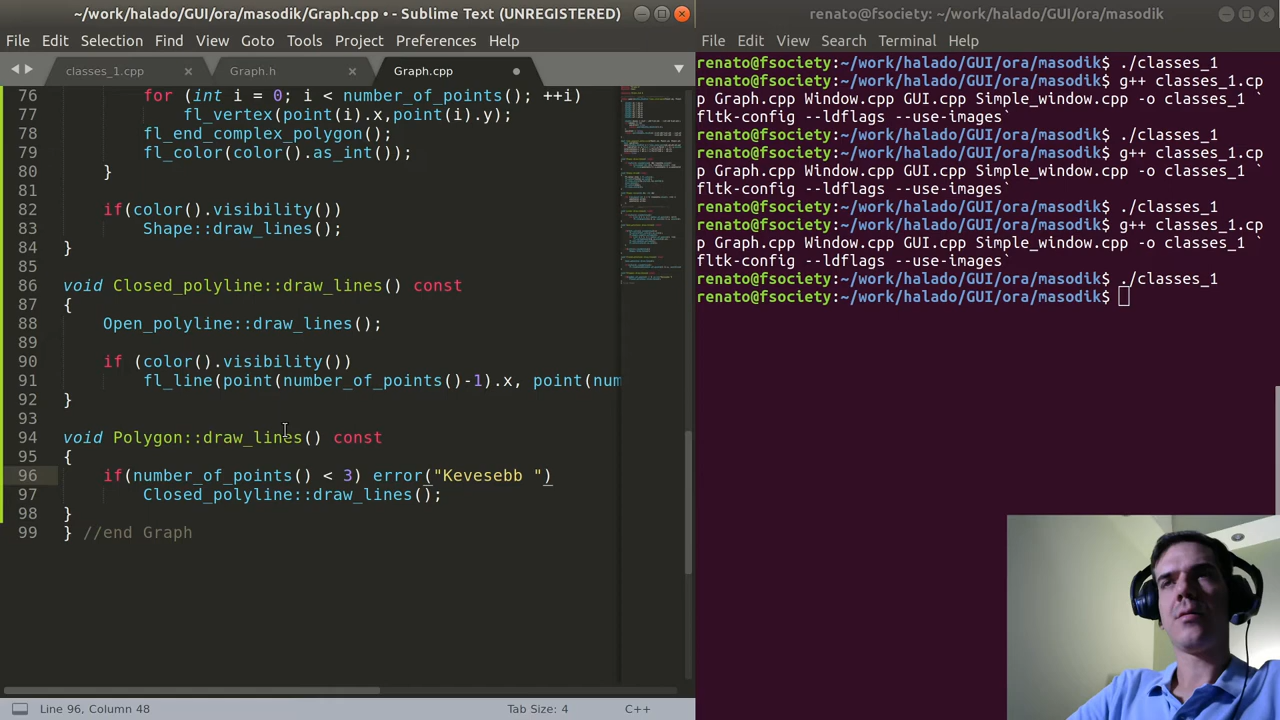 ~/work/halado/GUI/ora/masodik/Graph.cpp • - Sublime Text (UNREGISTERED)
File Edit Selection Find View Goto Tools Project Preferences Help
classes_1.cpp Graph.h Graph.cpp
76 for (int i = 0; i < number_of_points(); ++i)
77 fl_vertex(point(i).x,point(i).y);
78 fl_end_complex_polygon();
79 fl_color(color().as_int());
80 }
81
82 if(color().visibility())
83 Shape::draw_lines();
84 }
85
86 void Closed_polyline::draw_lines() const
87 {
88 Open_polyline::draw_lines();
89
90 if (color().visibility())
91 fl_line(point(number_of_points()-1).x, point(num
92 }
93
94 void Polygon::draw_lines() const
95 {
96 if(number_of_points() < 3) error("Kevesebb ")
97 Closed_polyline::draw_lines();
98 }
99 } //end Graph
Line 96, Column 48 Tab Size: 4 C++
renato@fsociety: ~/work/halado/GUI/ora/masodik
File Edit View Search Terminal Help
renato@fsociety:~/work/halado/GUI/ora/masodik$ ./classes_1
renato@fsociety:~/work/halado/GUI/ora/masodik$ g++ classes_1.cp
p Graph.cpp Window.cpp GUI.cpp Simple_window.cpp -o classes_1 `
fltk-config --ldflags --use-images`
renato@fsociety:~/work/halado/GUI/ora/masodik$ ./classes_1
renato@fsociety:~/work/halado/GUI/ora/masodik$ g++ classes_1.cp
p Graph.cpp Window.cpp GUI.cpp Simple_window.cpp -o classes_1 `
fltk-config --ldflags --use-images`
renato@fsociety:~/work/halado/GUI/ora/masodik$ ./classes_1
renato@fsociety:~/work/halado/GUI/ora/masodik$ g++ classes_1.cp
p Graph.cpp Window.cpp GUI.cpp Simple_window.cpp -o classes_1 `
fltk-config --ldflags --use-images`
renato@fsociety:~/work/halado/GUI/ora/masodik$ ./classes_1
renato@fsociety:~/work/halado/GUI/ora/masodik$